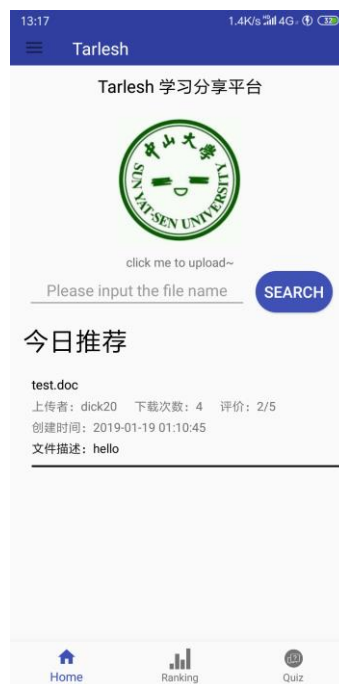 13:17
1.4K/s 4G 32
Tarlesh
Tarlesh 学习分享平台
中山大学
SUN YAT-SEN UNIVERSITY
click me to upload~
Please input the file name
SEARCH
今日推荐
test.doc
上传者：dick20 下载次数：4 评价：2/5
创建时间：2019-01-19 01:10:45
文件描述：hello
Home
Ranking
Quiz